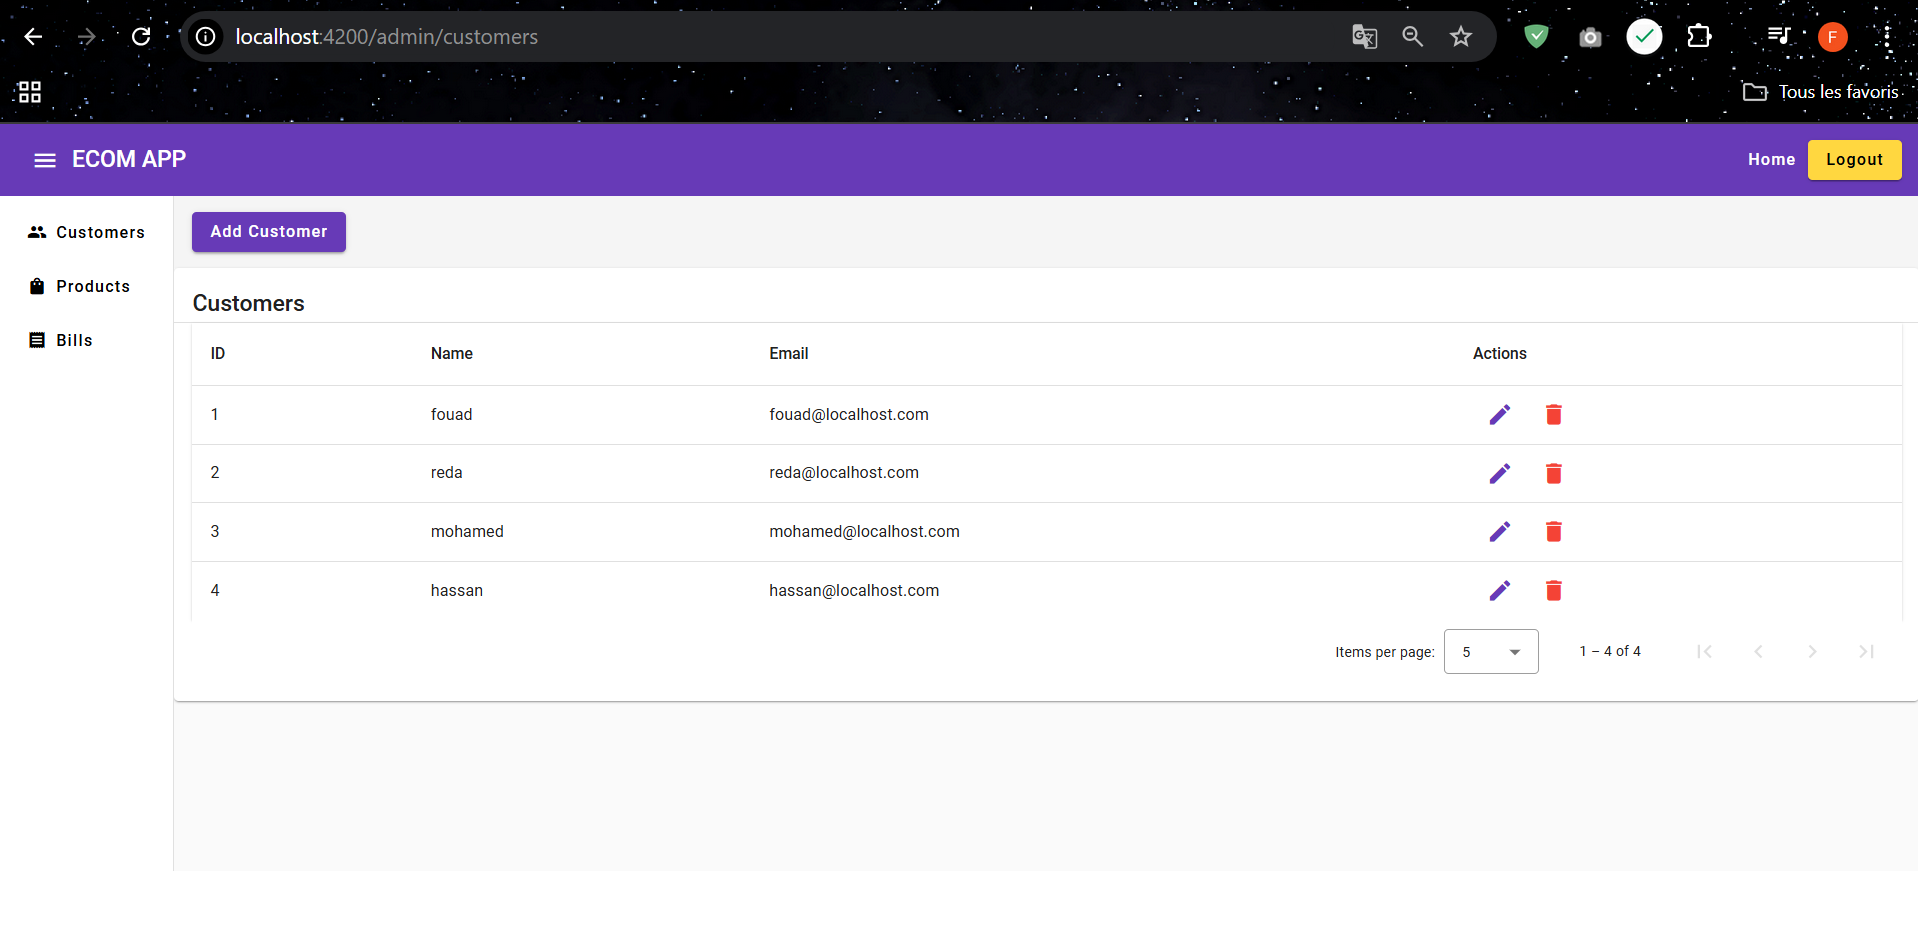 localhost:4200/admin/customers
Tous les favoris
ECOM APP
Home
Logout
Customers
Products
Bills
Add Customer
Customers
ID Name Email Actions
1 fouad fouad@localhost.com
2 reda reda@localhost.com
3 mohamed mohamed@localhost.com
4 hassan hassan@localhost.com
Items per page: 5 1 – 4 of 4
F